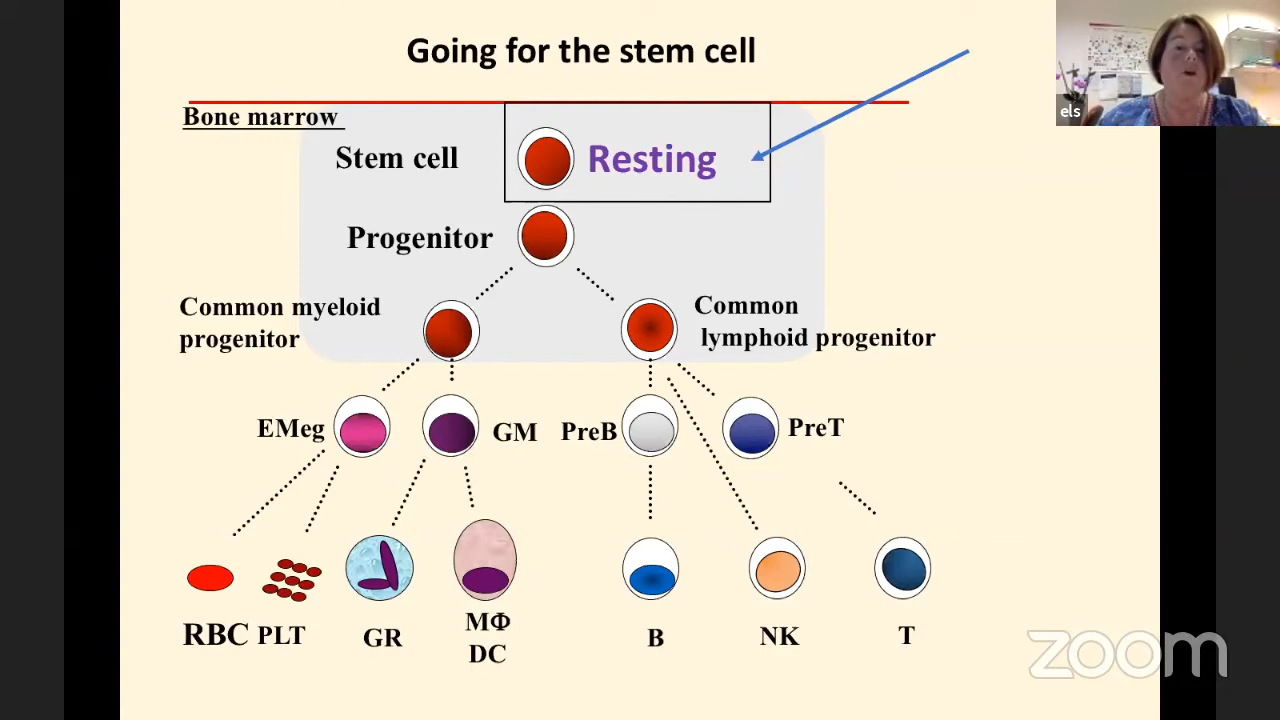 Going for the stem cell
els
Bone marrow
Stem cell
Resting
Progenitor
Common myeloid
progenitor
Common
lymphoid progenitor
EMeg
GM
PreB
PreT
RBC
PLT
GR
MΦ
DC
B
NK
T
zoom